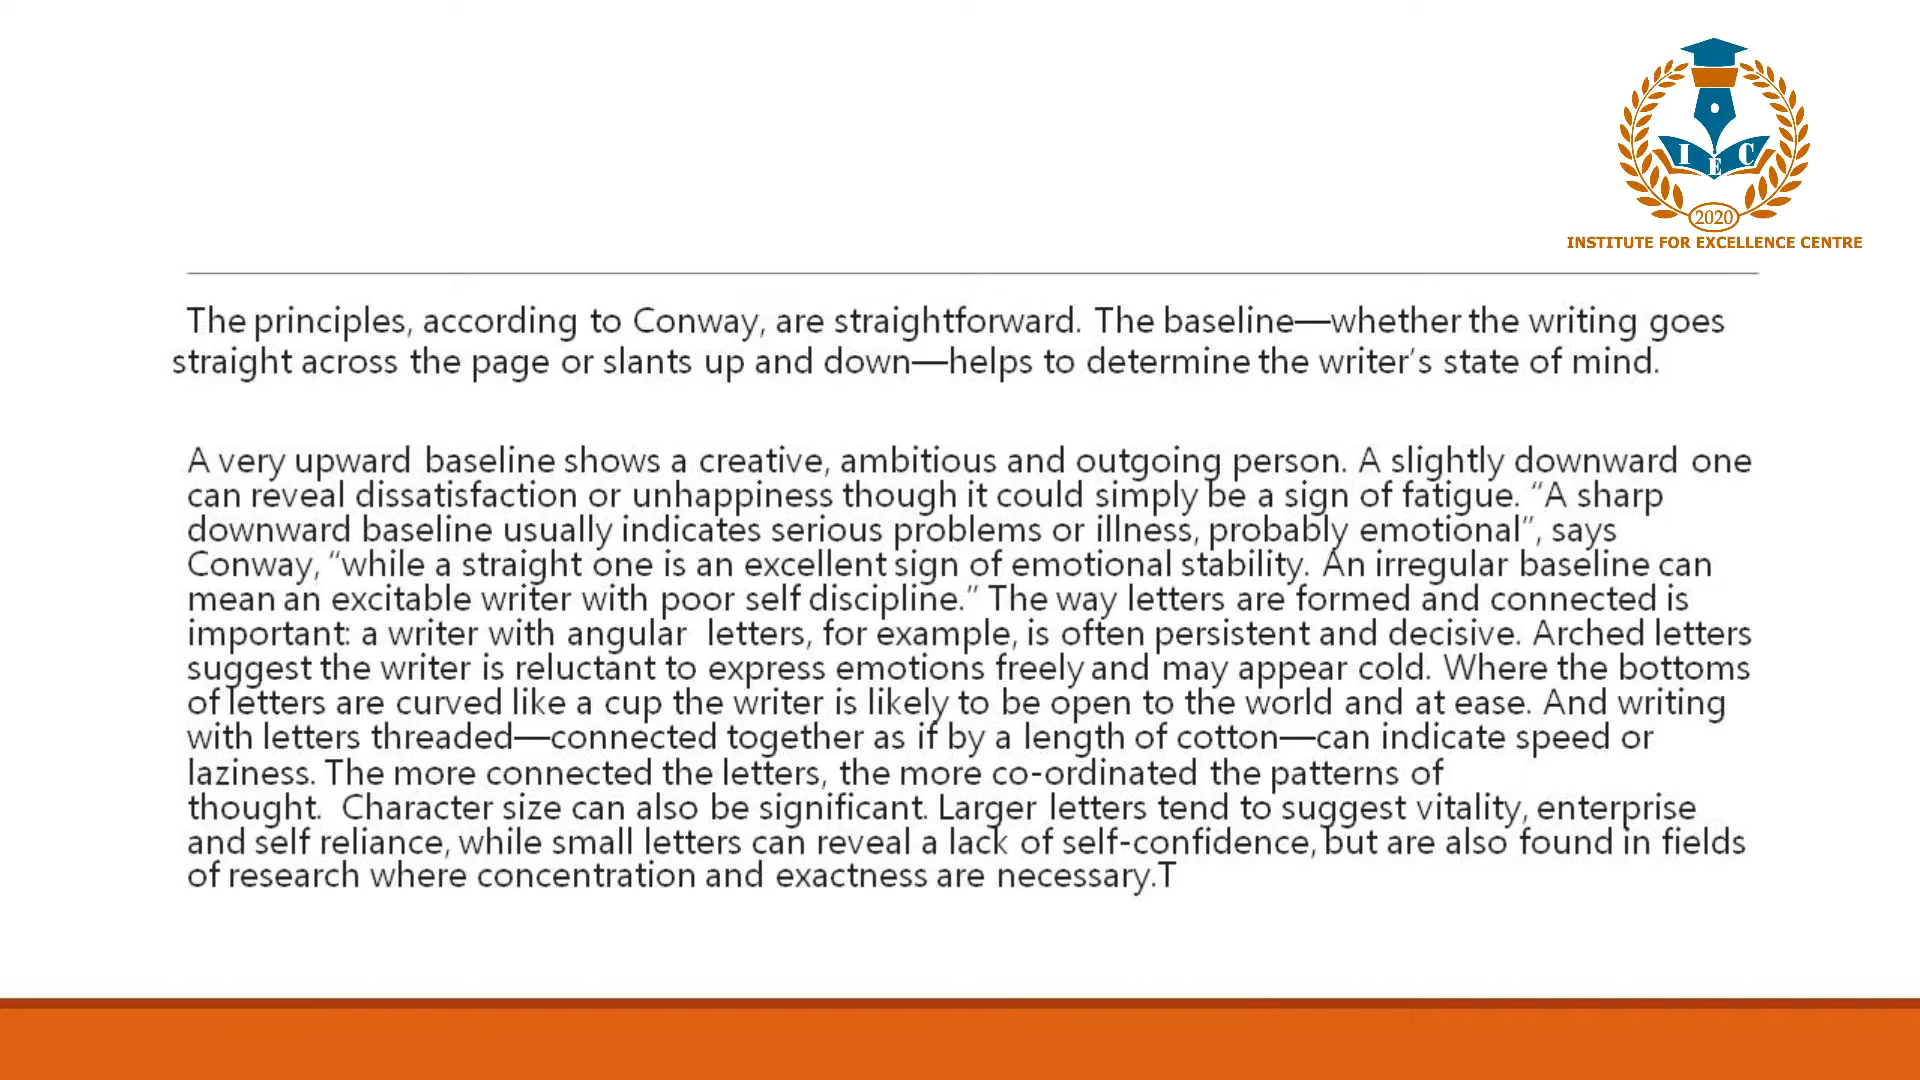 I E C
2020
INSTITUTE FOR EXCELLENCE CENTRE
The principles, according to Conway, are straightforward. The baseline—whether the writing goes
straight across the page or slants up and down—helps to determine the writer’s state of mind.
A very upward baseline shows a creative, ambitious and outgoing person. A slightly downward one
can reveal dissatisfaction or unhappiness though it could simply be a sign of fatigue. “A sharp
downward baseline usually indicates serious problems or illness, probably emotional”, says
Conway, “while a straight one is an excellent sign of emotional stability. An irregular baseline can
mean an excitable writer with poor self discipline.” The way letters are formed and connected is
important: a writer with angular letters, for example, is often persistent and decisive. Arched letters
suggest the writer is reluctant to express emotions freely and may appear cold. Where the bottoms
of letters are curved like a cup the writer is likely to be open to the world and at ease. And writing
with letters threaded—connected together as if by a length of cotton—can indicate speed or
laziness. The more connected the letters, the more co-ordinated the patterns of
thought. Character size can also be significant. Larger letters tend to suggest vitality, enterprise
and self reliance, while small letters can reveal a lack of self-confidence, but are also found in fields
of research where concentration and exactness are necessary.T